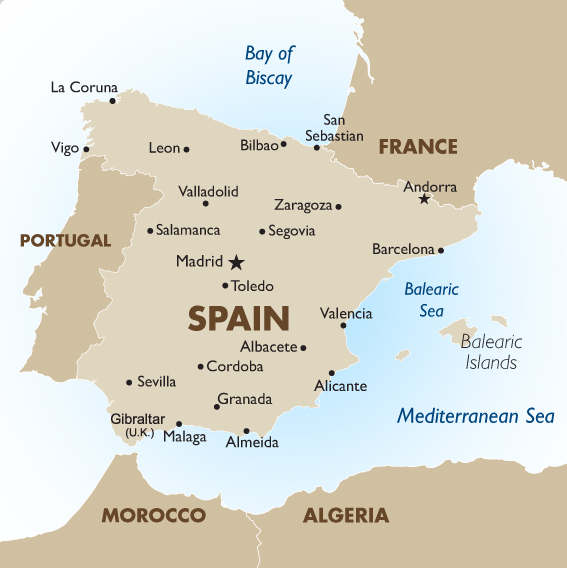 Bay of
Biscay
La Coruna
San
Sebastian
Vigo
Leon
Bilbao
FRANCE
Valladolid
Andorra
Zaragoza
PORTUGAL
Salamanca
Segovia
Barcelona
Madrid
Toledo
Balearic
Sea
SPAIN
Valencia
Albacete
Balearic
Islands
Cordoba
Sevilla
Alicante
Granada
Mediterranean Sea
Gibraltar
(U.K.)
Malaga
Almeida
MOROCCO
ALGERIA